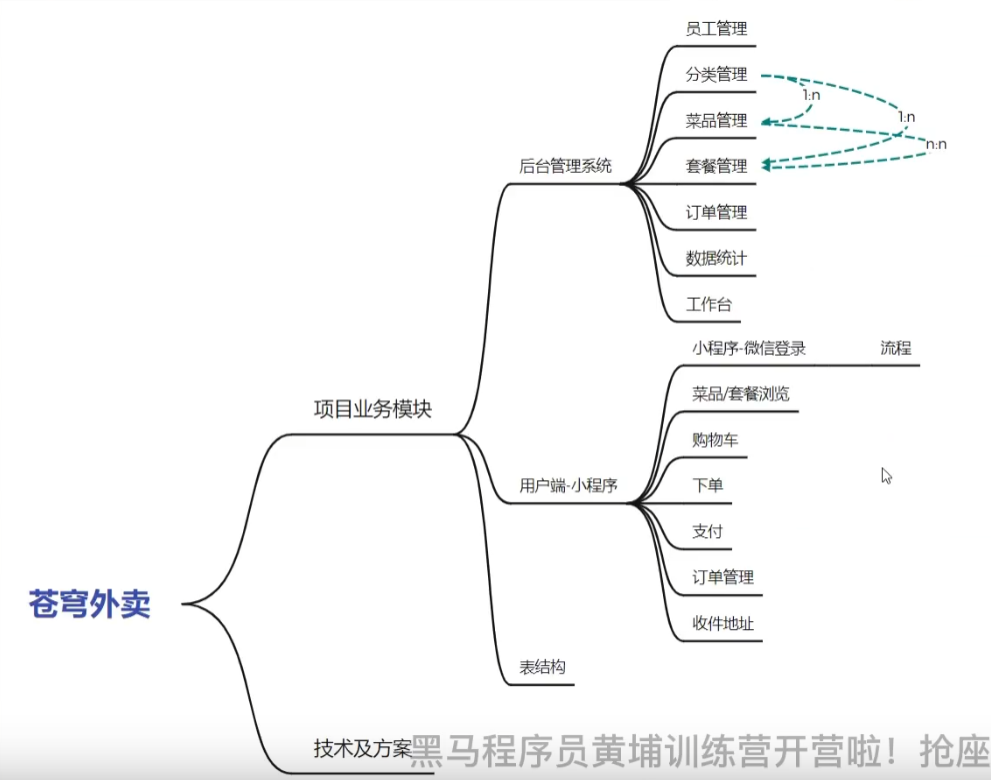 员工管理
分类管理
1:n
菜品管理
1:n
n:n
后台管理系统
套餐管理
订单管理
数据统计
工作台
小程序-微信登录
流程
菜品/套餐浏览
项目业务模块
购物车
用户端-小程序
下单
支付
订单管理
苍穹外卖
收件地址
表结构
技术及方案
黑马程序员黄埔训练营开营啦！抢座